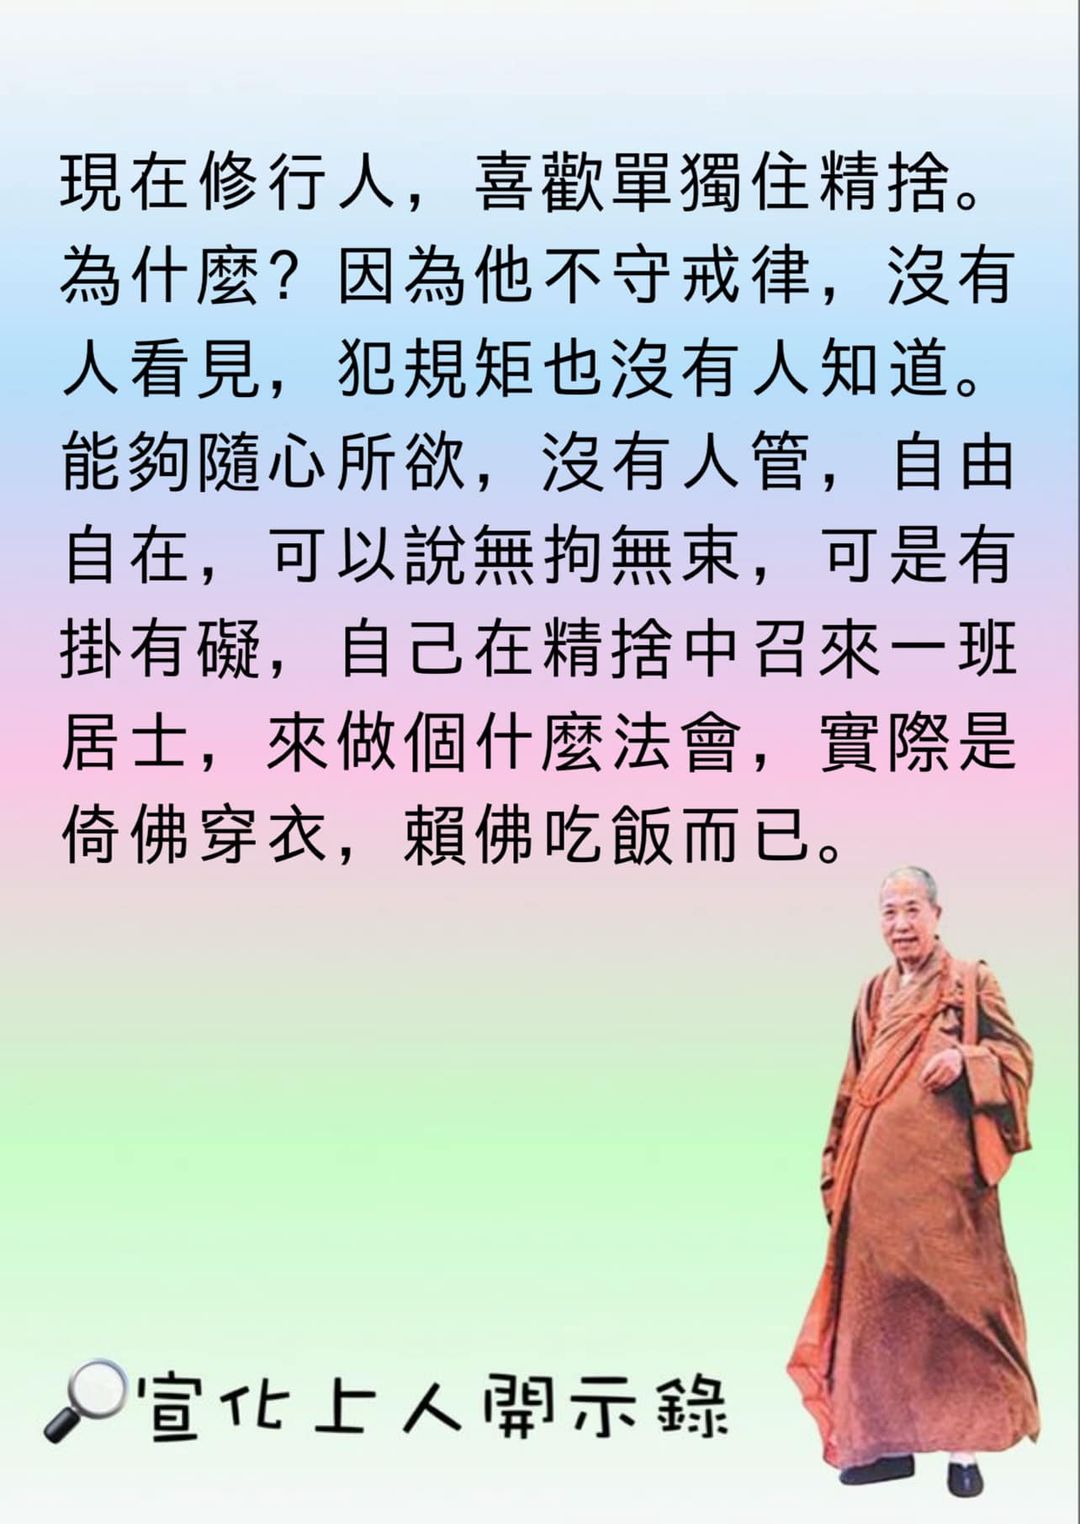 現在修行人，喜歡單獨住精捨。
為什麼？因為他不守戒律，沒有
人看見，犯規矩也沒有人知道。
能夠隨心所欲，沒有人管，自由
自在，可以說無拘無束，可是有
掛有礙，自己在精捨中召來一班
居士，來做個什麼法會，實際是
倚佛穿衣，賴佛吃飯而已。
宣化上人開示錄